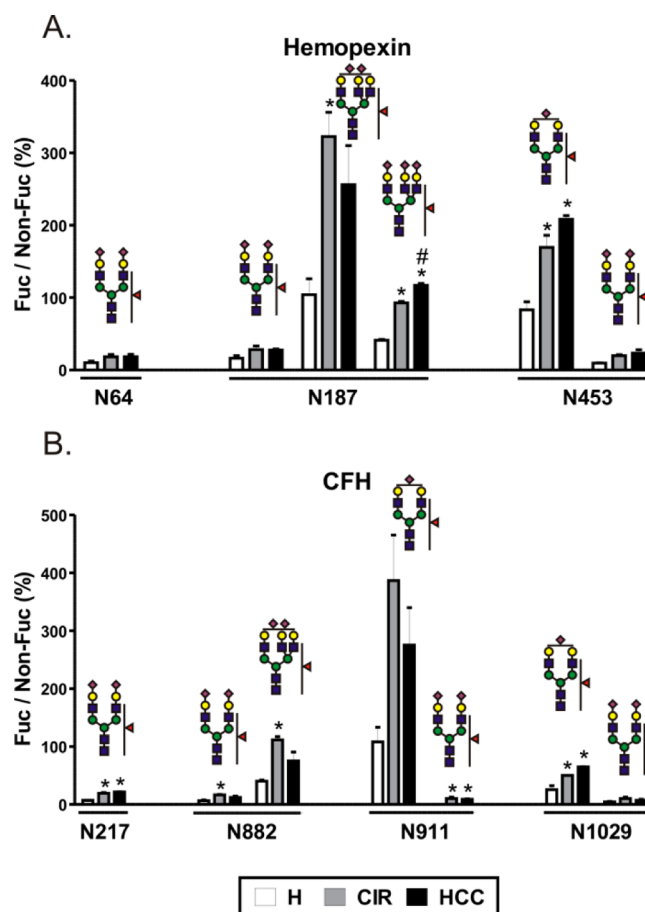 A.
Hemopexin
Fuc / Non-Fuc (%)
400
300
200
100
0
*
*
#
*
*
*
N64
N187
N453
B.
CFH
Fuc / Non-Fuc (%)
500
400
300
200
100
0
* *
*
*
* *
* *
N217
N882
N911
N1029
H CIR HCC